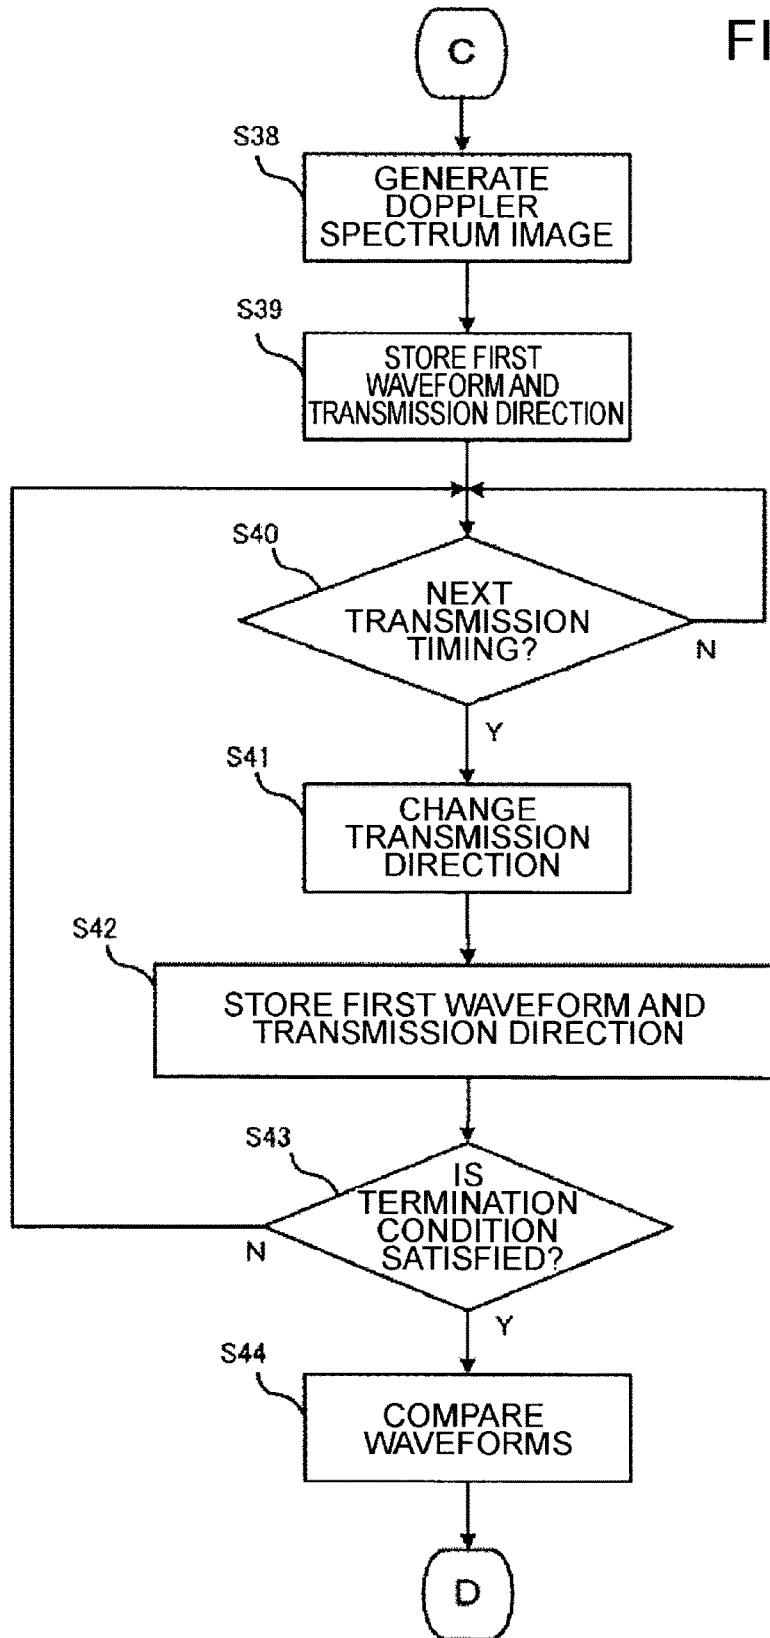 C
FI
S38
GENERATE
DOPPLER
SPECTRUM IMAGE
S39
STORE FIRST
WAVEFORM AND
TRANSMISSION DIRECTION
S40
NEXT
TRANSMISSION
TIMING?
N
Y
S41
CHANGE
TRANSMISSION
DIRECTION
S42
STORE FIRST WAVEFORM AND
TRANSMISSION DIRECTION
S43
IS
TERMINATION
CONDITION
SATISFIED?
N
Y
S44
COMPARE
WAVEFORMS
D